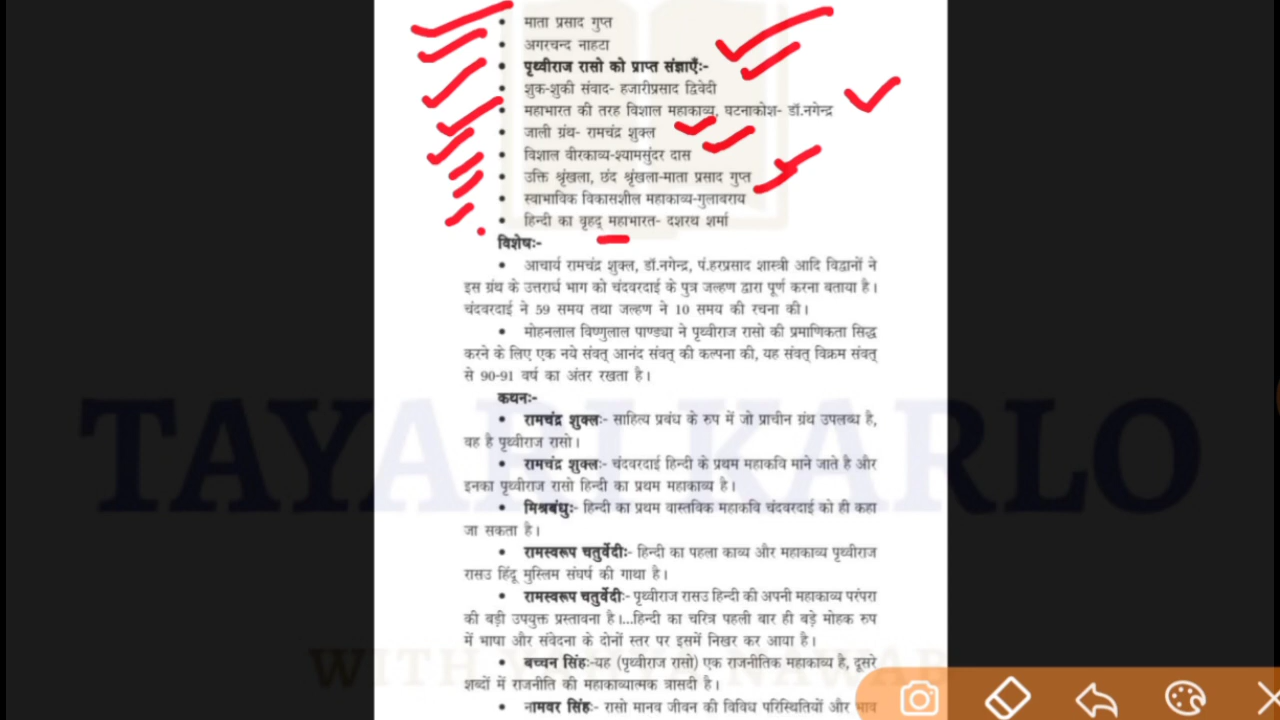 • माता प्रसाद गुप्त
• अगरचन्द नाहटा
• पृथ्वीराज रासो को प्राप्त संज्ञाएँ:-
• शुक-शुकी संवाद- हजारीप्रसाद द्विवेदी
• महाभारत की तरह विशाल महाकाव्य, घटनाकोश- डॉ.नगेन्द्र
• जाली ग्रंथ- रामचंद्र शुक्ल
• विशाल वीरकाव्य-श्यामसुंदर दास
• उक्ति श्रृंखला, छंद श्रृंखला-माता प्रसाद गुप्त
• स्वाभाविक विकासशील महाकाव्य-गुलाबराय
• हिन्दी का वृहद् महाभारत- दशरथ शर्मा
विशेष:-
• आचार्य रामचंद्र शुक्ल, डॉ.नगेन्द्र, पं.हरप्रसाद शास्त्री आदि विद्वानों ने
इस ग्रंथ के उत्तरार्ध भाग को चंदवरदाई के पुत्र जल्हण द्वारा पूर्ण करना बताया है।
चंदवरदाई ने 59 समय तथा जल्हण ने 10 समय की रचना की।
• मोहनलाल विष्णुलाल पाण्ड्या ने पृथ्वीराज रासो की प्रमाणिकता सिद्ध
करने के लिए एक नये संवत् आनंद संवत् की कल्पना की, यह संवत् विक्रम संवत्
से 90-91 वर्ष का अंतर रखता है।
कथन:-
• रामचंद्र शुक्ल:- साहित्य प्रबंध के रुप में जो प्राचीन ग्रंथ उपलब्ध है,
वह है पृथ्वीराज रासो।
• रामचंद्र शुक्ल:- चंदवरदाई हिन्दी के प्रथम महाकवि माने जाते है और
इनका पृथ्वीराज रासो हिन्दी का प्रथम महाकाव्य है।
• मिश्रबंधु:- हिन्दी का प्रथम वास्तविक महाकवि चंदवरदाई को ही कहा
जा सकता है।
• रामस्वरूप चतुर्वेदी:- हिन्दी का पहला काव्य और महाकाव्य पृथ्वीराज
रासउ हिंदू मुस्लिम संघर्ष की गाथा है।
• रामस्वरूप चतुर्वेदी:- पृथ्वीराज रासउ हिन्दी की अपनी महाकाव्य परंपरा
की बड़ी उपयुक्त प्रस्तावना है।...हिन्दी का चरित्र पहली बार ही बड़े मोहक रुप
में भाषा और संवेदना के दोनों स्तर पर इसमें निखर कर आया है।
• बच्चन सिंह:-यह (पृथ्वीराज रासो) एक राजनीतिक महाकाव्य है, दूसरे
शब्दों में राजनीति की महाकाव्यात्मक त्रासदी है।
• नामवर सिंह:- रासो मानव जीवन की विविध परिस्थितियों और भाव
TAYARI KARLO
WITH